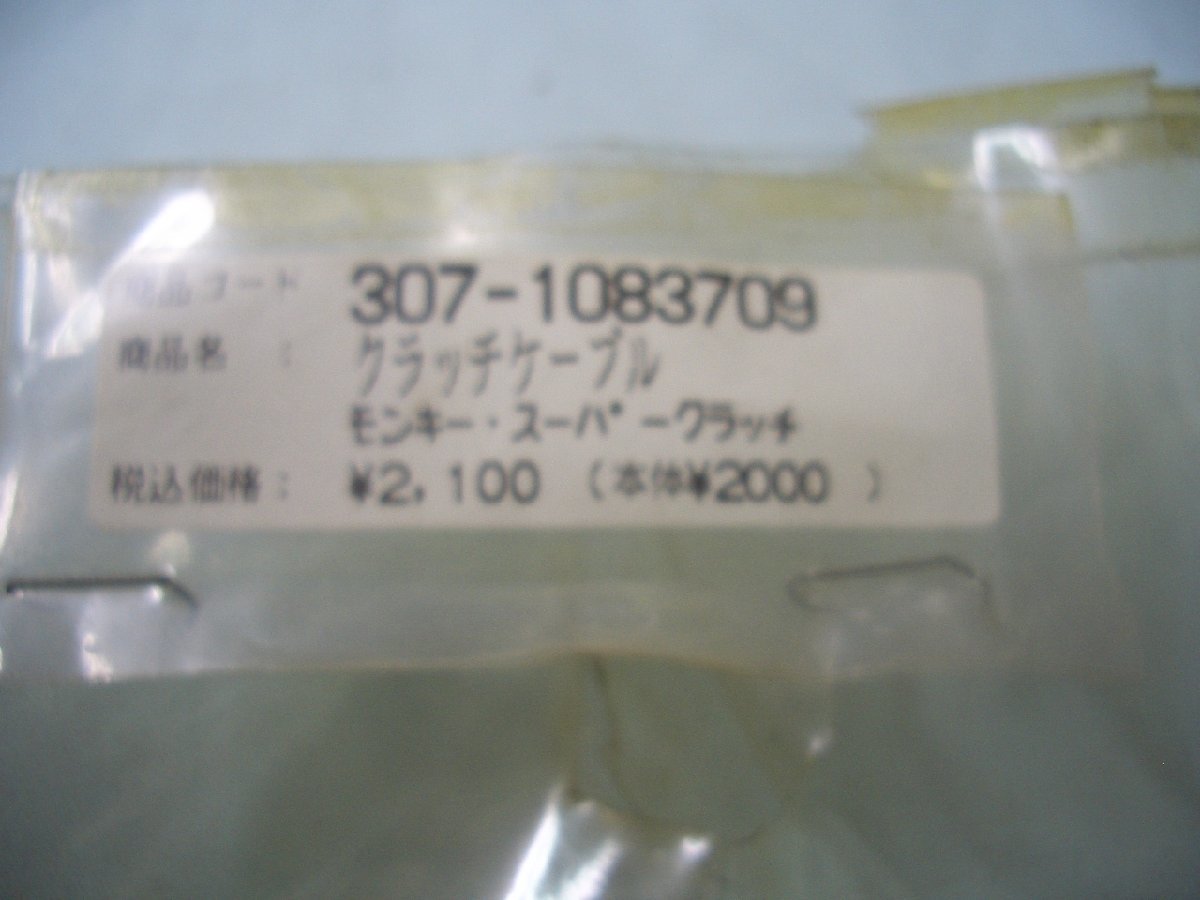 商品コード 307-1083709
商品名 : クラッチケーブル
モンキー・スーパークラッチ
税込価格: ¥2,100 (本体¥2000 )